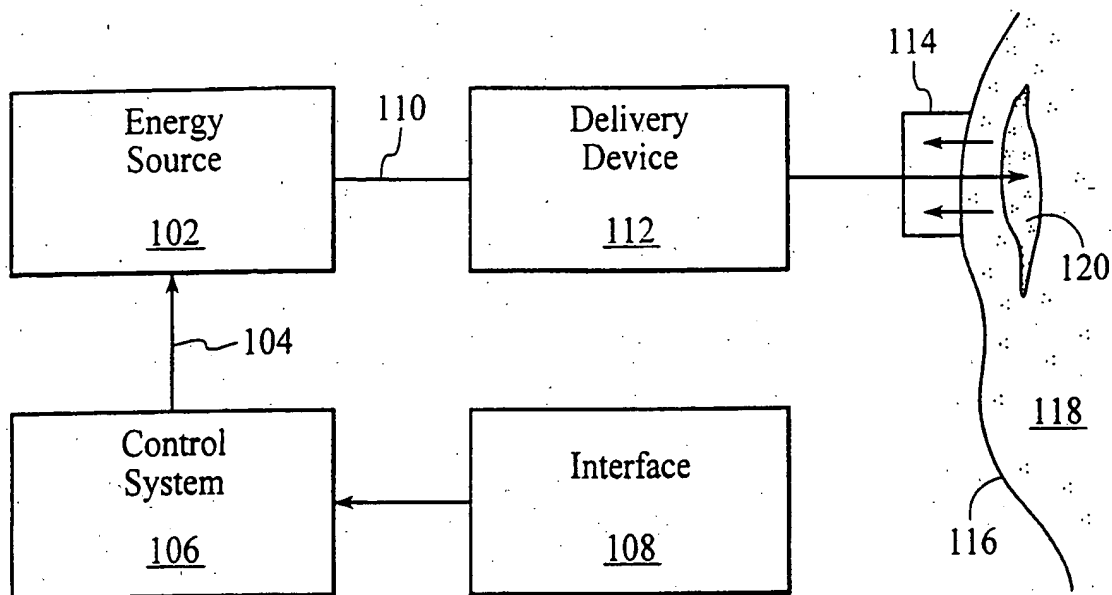 Energy
Source
102
110
Delivery
Device
112
114
120
104
Control
System
106
Interface
108
118
116